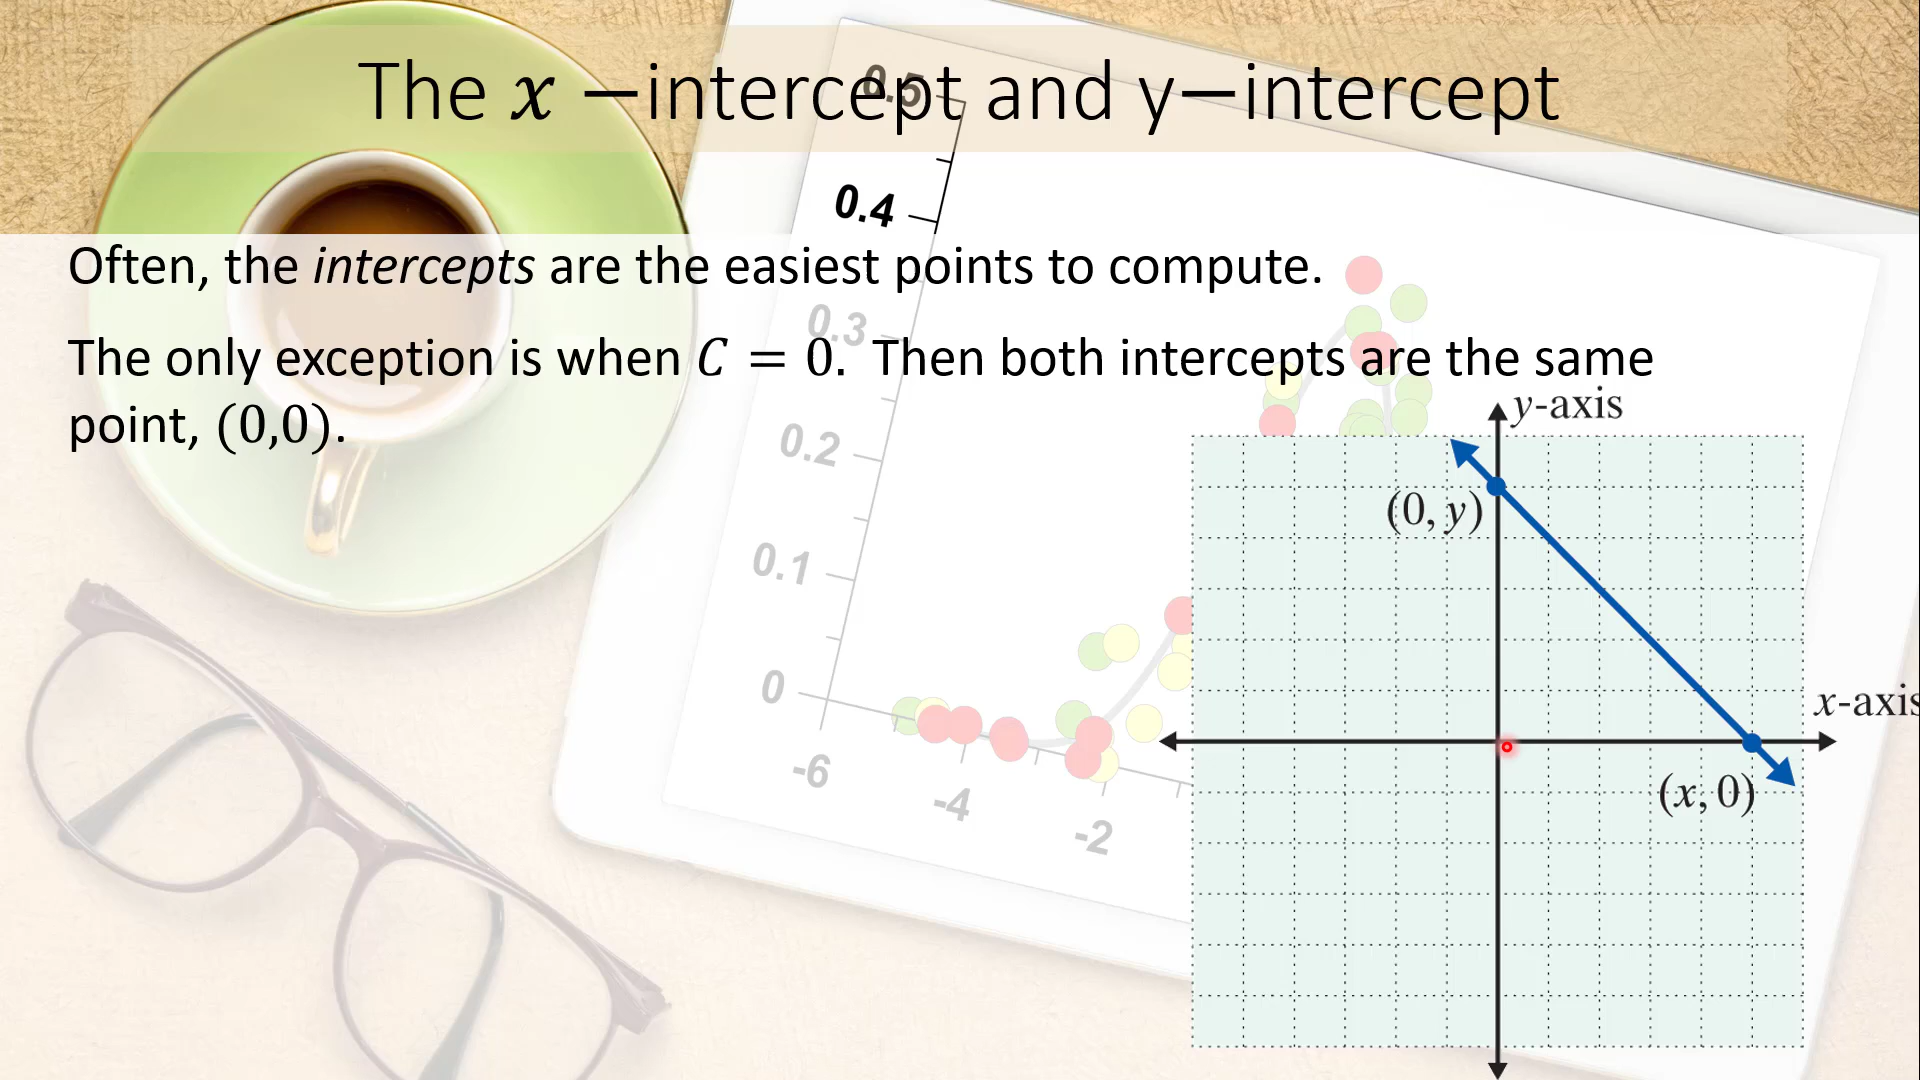 The x −intercept and y−intercept
Often, the intercepts are the easiest points to compute.
The only exception is when C = 0. Then both intercepts are the same
point, (0,0).
0.5
0.4
0.3
0.2
0.1
0
-6
-4
-2
y-axis
(0, y)
x-axis
(x, 0)